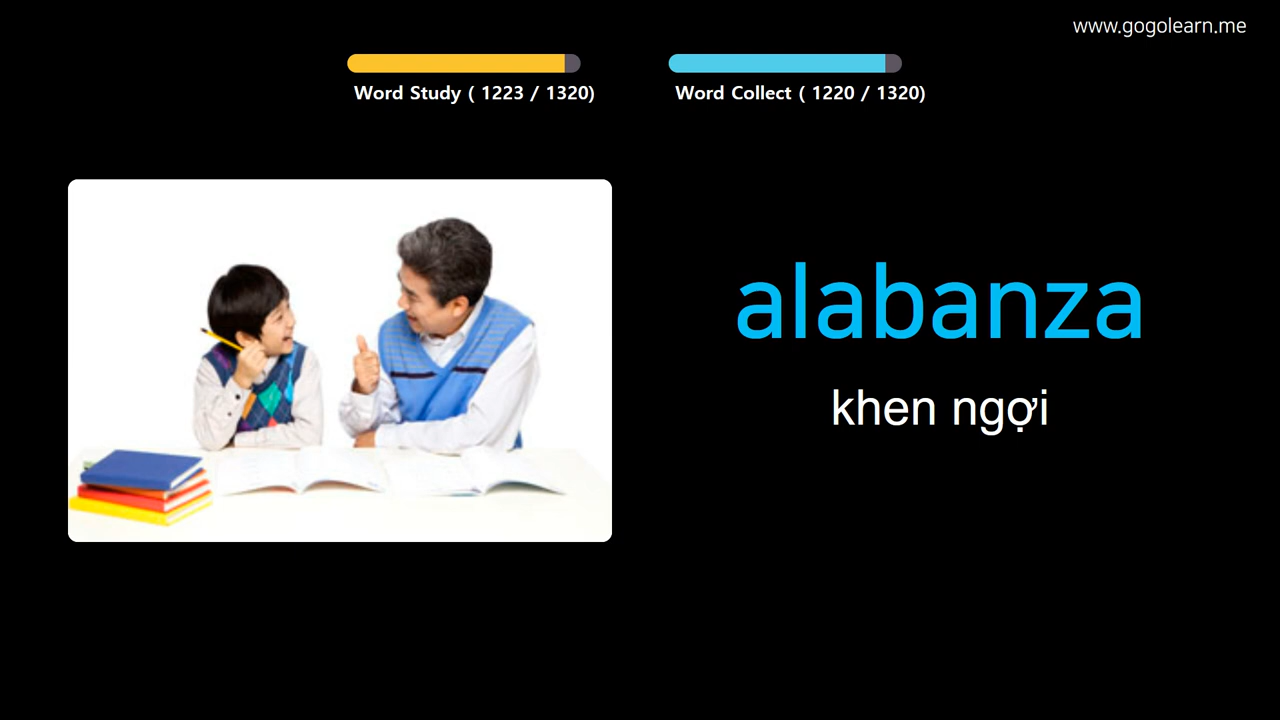 www.gogolearn.me
Word Study ( 1223 / 1320)
Word Collect ( 1220 / 1320)
alabanza
khen ngợi